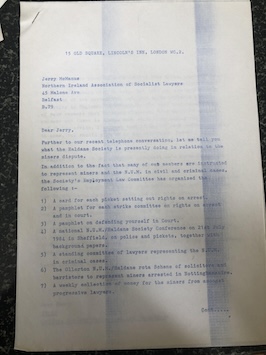 11 OLD SQUARE, LINCOLN'S INN, LONDON WC.2.
Jerry McManus
Northern Ireland Association of Socialist Lawyers
Malone Ave
Belfast
Dear Jerry,
Further to our recent telephone conversation, let me tell you
what the Haldane Society is presently doing in relation to the
miners dispute.
In addition to the fact that many of our members are instructed
to represent miners and the N.U.M. in civil and criminal cases,
the Society's Employment Law Committee has organised the
following :-
1) A card for each picket setting out rights on arrest.
2) A pamphlet for each strike committee on rights on arrest
and in court.
3) A pamphlet on defending yourself in Court.
4) A national N.U.M./Haldane Society Conference on 21st July
1984 in Sheffield, on police and pickets, together with
background papers.
5) A standing committee of lawyers representing the N.U.M.
in criminal cases.
6) The Ollerton N.U.M./Haldane rota Scheme of solicitors and
barristers to represent miners arrested in Nottinghamshire.
7) A weekly collection of money for the miners from amongst
progressive lawyers.